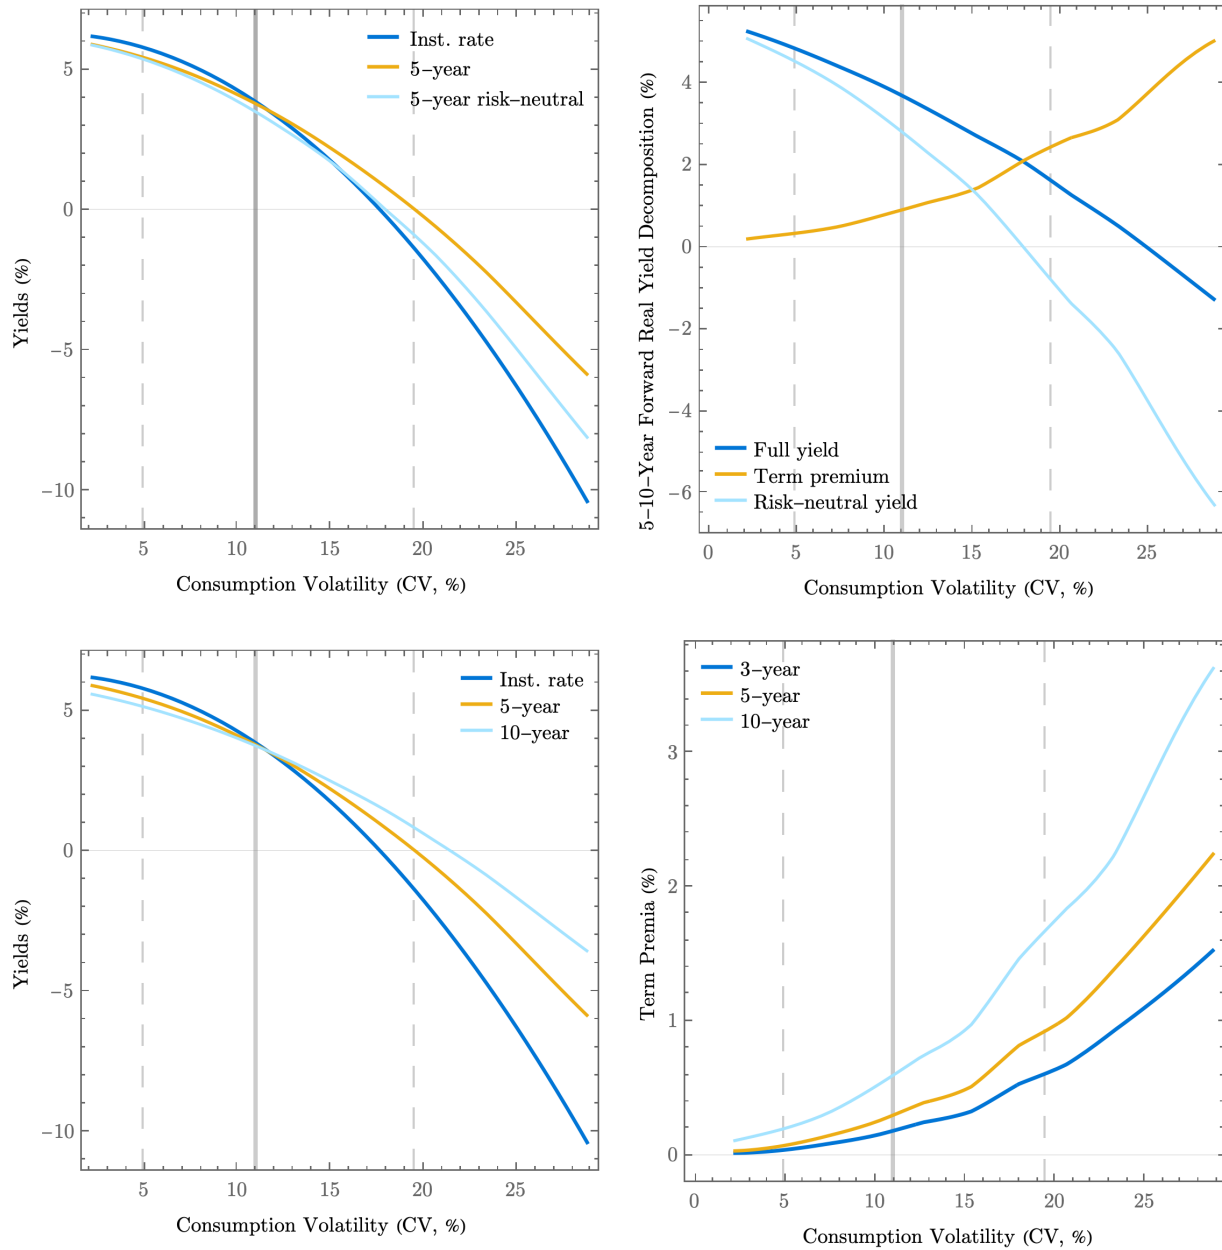 Inst. rate
5−year
5−year risk−neutral
5
0
−5
−10
5
10
15
20
25
Yields (%)
Consumption Volatility (CV, %)
4
2
0
−2
−4
−6
0
5
10
15
20
25
5−10−Year Forward Real Yield Decomposition (%)
Full yield
Term premium
Risk−neutral yield
Consumption Volatility (CV, %)
Inst. rate
5−year
10−year
5
0
−5
−10
5
10
15
20
25
Yields (%)
Consumption Volatility (CV, %)
3−year
5−year
10−year
3
2
1
0
0
5
10
15
20
25
Term Premia (%)
Consumption Volatility (CV, %)